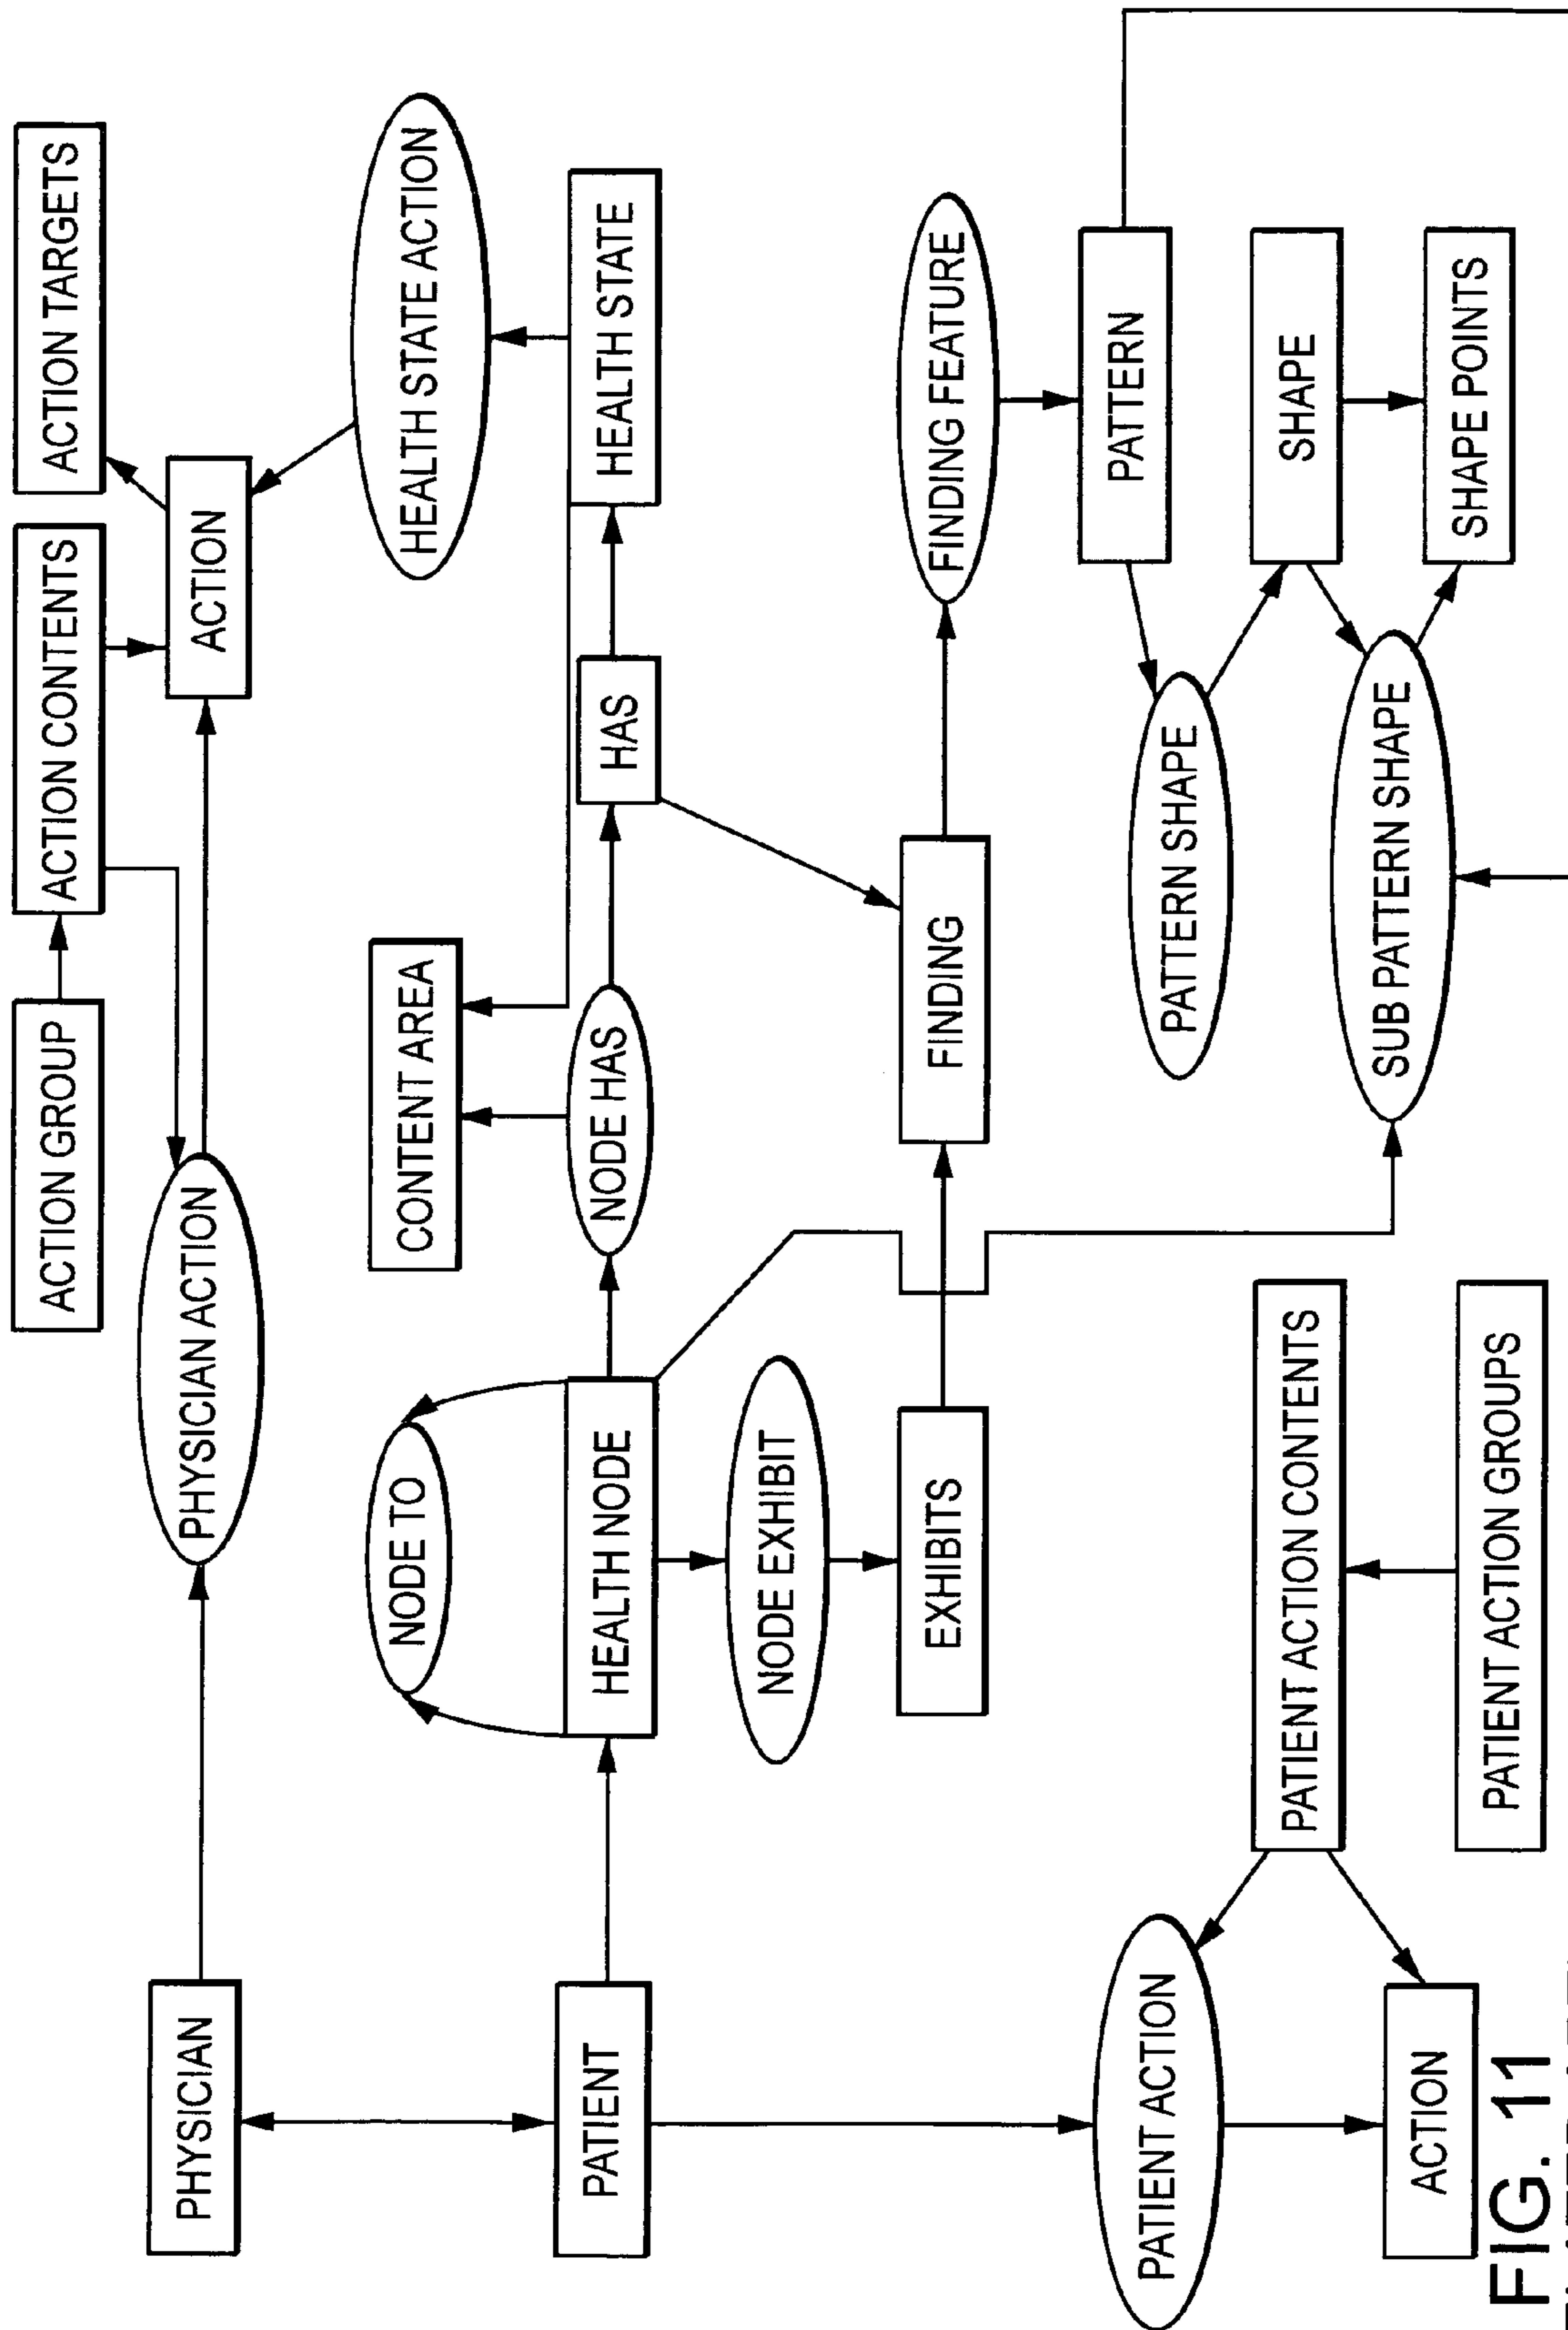 ACTION GROUP
ACTION CONTENTS
ACTION TARGETS
PHYSICIAN
PHYSICIAN ACTION
ACTION
NODE TO
CONTENT AREA
HEALTH STATE ACTION
PATIENT
HEALTH NODE
NODE HAS
HAS
HEALTH STATE
NODE EXHIBIT
EXHIBITS
FINDING
FINDING FEATURE
PATIENT ACTION
PATTERN SHAPE
PATTERN
PATIENT ACTION CONTENTS
SHAPE
ACTION
SUB PATTERN SHAPE
SHAPE POINTS
PATIENT ACTION GROUPS
FIG. 11